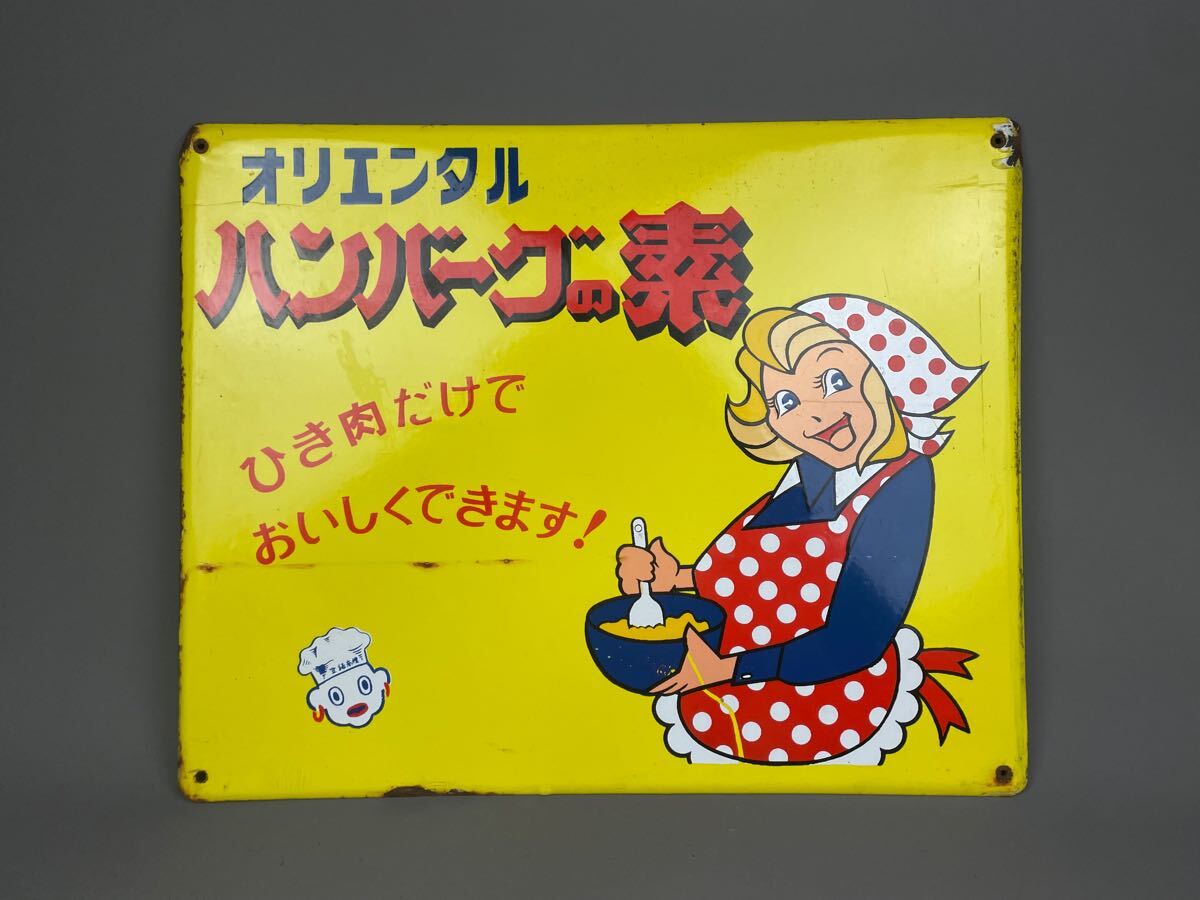 オリエンタル
ハンバーグの素
ひき肉だけで
おいしくできます!